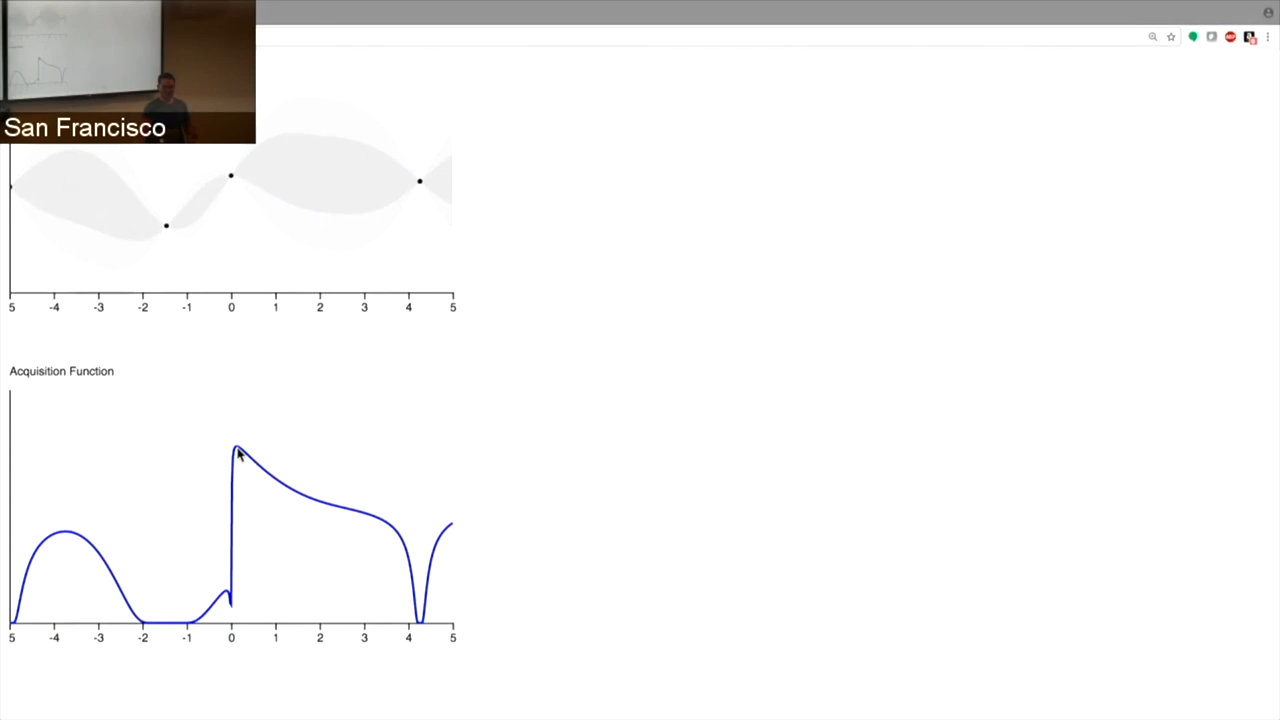 San Francisco
5 -4 -3 -2 -1 0 1 2 3 4 5
Acquisition Function
5 -4 -3 -2 -1 0 1 2 3 4 5